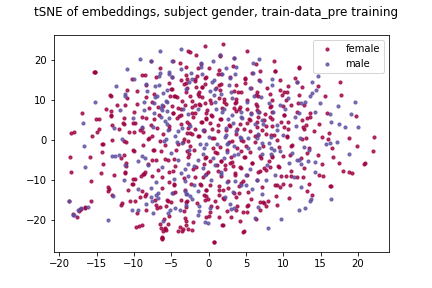 tSNE of embeddings, subject gender, train-data_pre training
female
male
20
10
0
−10
−20
−20 −15 −10 −5 0 5 10 15 20